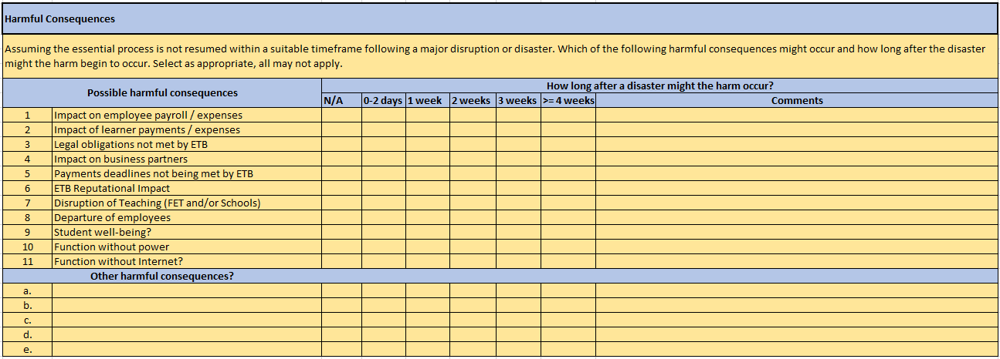 Harmful Consequences
Assuming the essential process is not resumed within a suitable timeframe following a major disruption or disaster. Which of the following harmful consequences might occur and how long after the disaster
might the harm begin to occur. Select as appropriate, all may not apply.
Possible harmful consequences
How long after a disaster might the harm occur?
N/A 0-2 days 1 week 2 weeks 3 weeks >= 4 weeks Comments
1 Impact on employee payroll / expenses
2 Impact of learner payments / expenses
3 Legal obligations not met by ETB
4 Impact on business partners
5 Payments deadlines not being met by ETB
6 ETB Reputational Impact
7 Disruption of Teaching (FET and/or Schools)
8 Departure of employees
9 Student well-being?
10 Function without power
11 Function without Internet?
Other harmful consequences?
a.
b.
c.
d.
e.